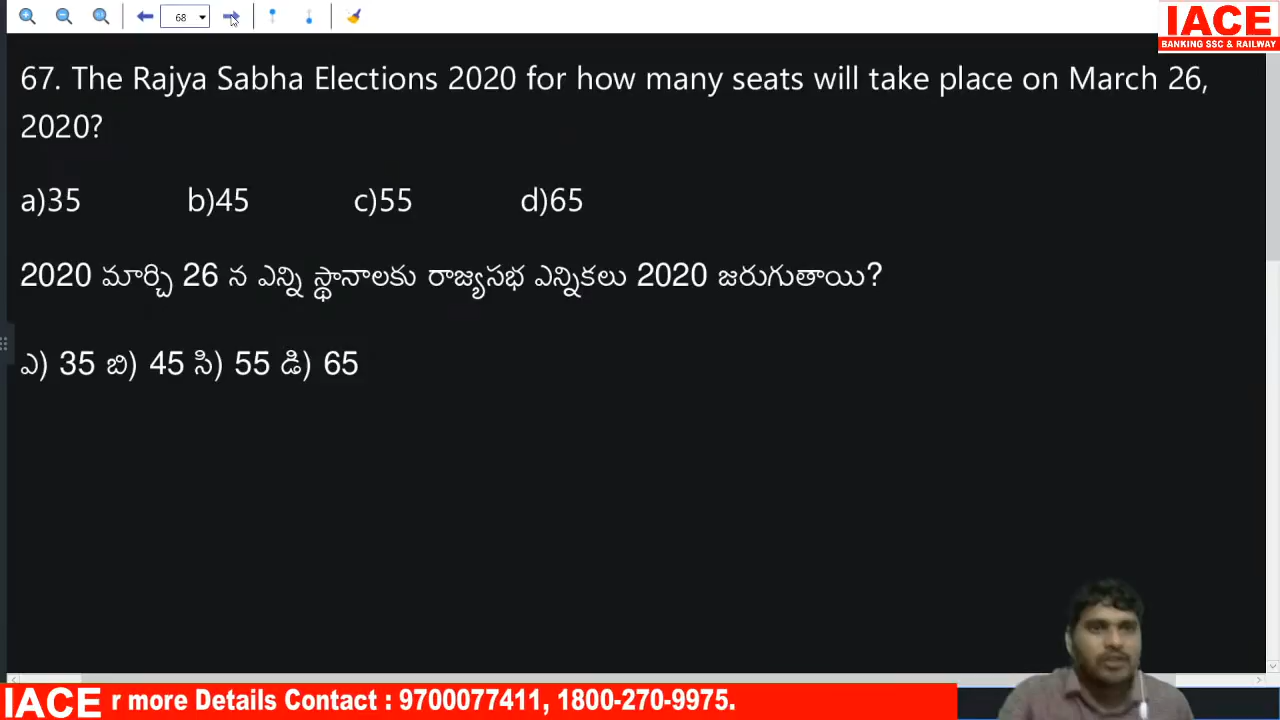 68
IACE
BANKING SSC & RAILWAY
67. The Rajya Sabha Elections 2020 for how many seats will take place on March 26,
2020?
a)35 b)45 c)55 d)65
2020 మార్చి 26 న ఎన్ని స్థానాలకు రాజ్యసభ ఎన్నికలు 2020 జరుగుతాయి?
ఎ) 35 బి) 45 సి) 55 డి) 65
IACE r more Details Contact : 9700077411, 1800-270-9975.